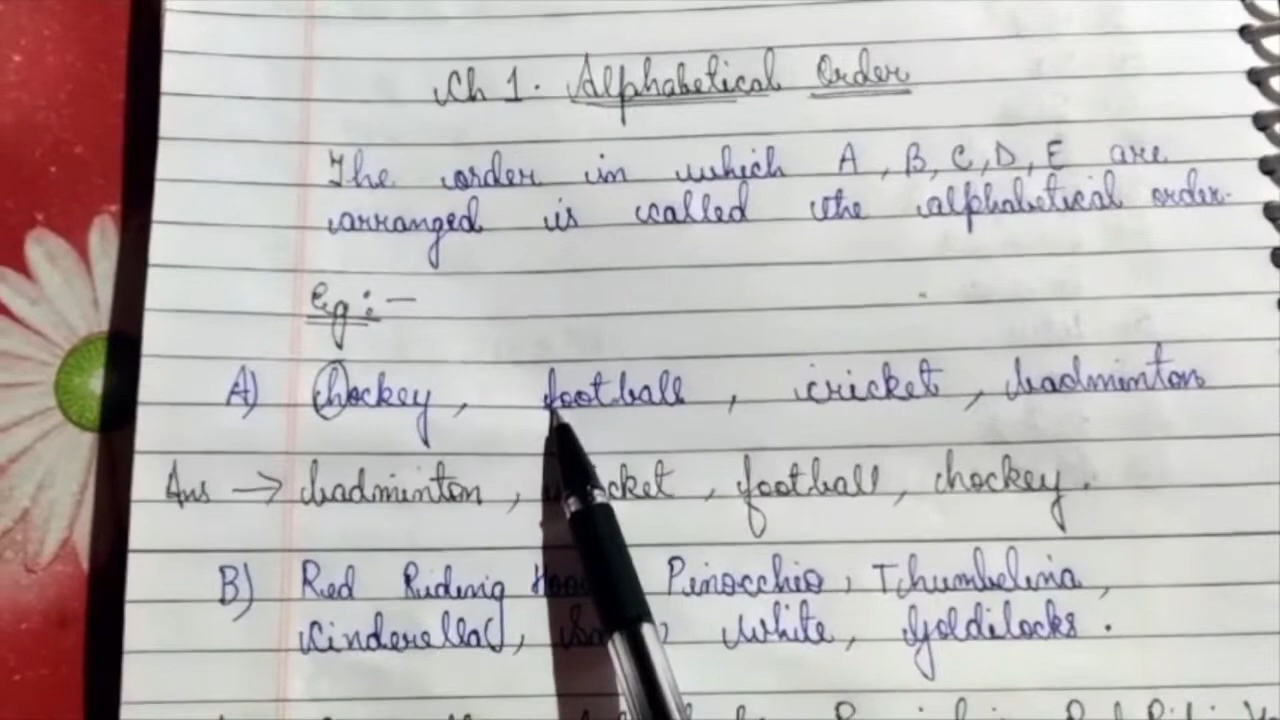 Ch 1. Alphabetical Order
The order in which A, B, C, D, E are
arranged is called the alphabetical order.
eg:-
A) hockey, football, cricket, badminton
Ans → badminton, cricket, football, hockey.
B) Red Riding Hood Pinocchio, Thumbelina,
Cinderella, white, Goldilocks.